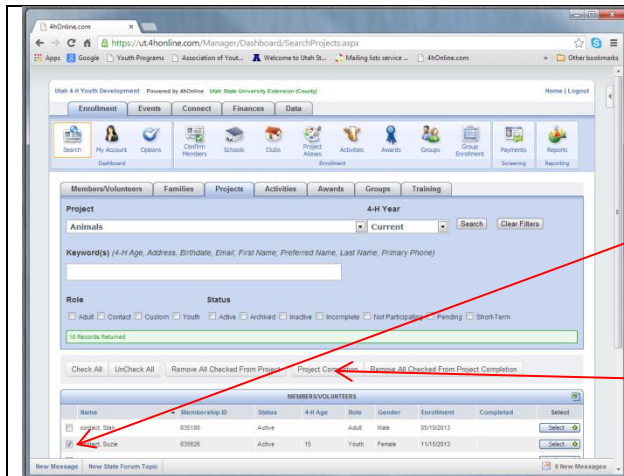 4hOnline.com
https://ut.4honline.com/Manager/Dashboard/SearchProjects.aspx
Apps Google Youth Programs Association of Yout... Welcome to Utah St... Mailing lists service ... 4hOnline.com » Other bookmarks
Utah 4-H Youth Development Powered by 4hOnline Utah State University Extension (County) Home | Logout
Enrollment Events Connect Finances Data
Search My Account Options Confirm Members Schools Clubs Project Aliases Activities Awards Groups Group Enrollment Payments Reports
Dashboard Enrollment Screening Reporting
Members/Volunteers Families Projects Activities Awards Groups Training
Project 4-H Year
Animals Current Search Clear Filters
Keyword(s) (4-H Age, Address, Birthdate, Email, First Name, Preferred Name, Last Name, Primary Phone)
Role Status
Adult Contact Custom Youth Active Archived Inactive Incomplete Not Participating Pending Short-Term
10 Records Returned
Check All UnCheck All Remove All Checked From Project Project Completion Remove All Checked From Project Completion
MEMBERS/VOLUNTEERS
Name Membership ID Status 4-H Age Role Gender Enrollment Completed Select
contact, Stan 635180 Active Adult Male 05/10/2013 Select
contact, Suzie 635628 Active 15 Youth Female 11/15/2013 Select
New Message New State Forum Topic 8 New Messages